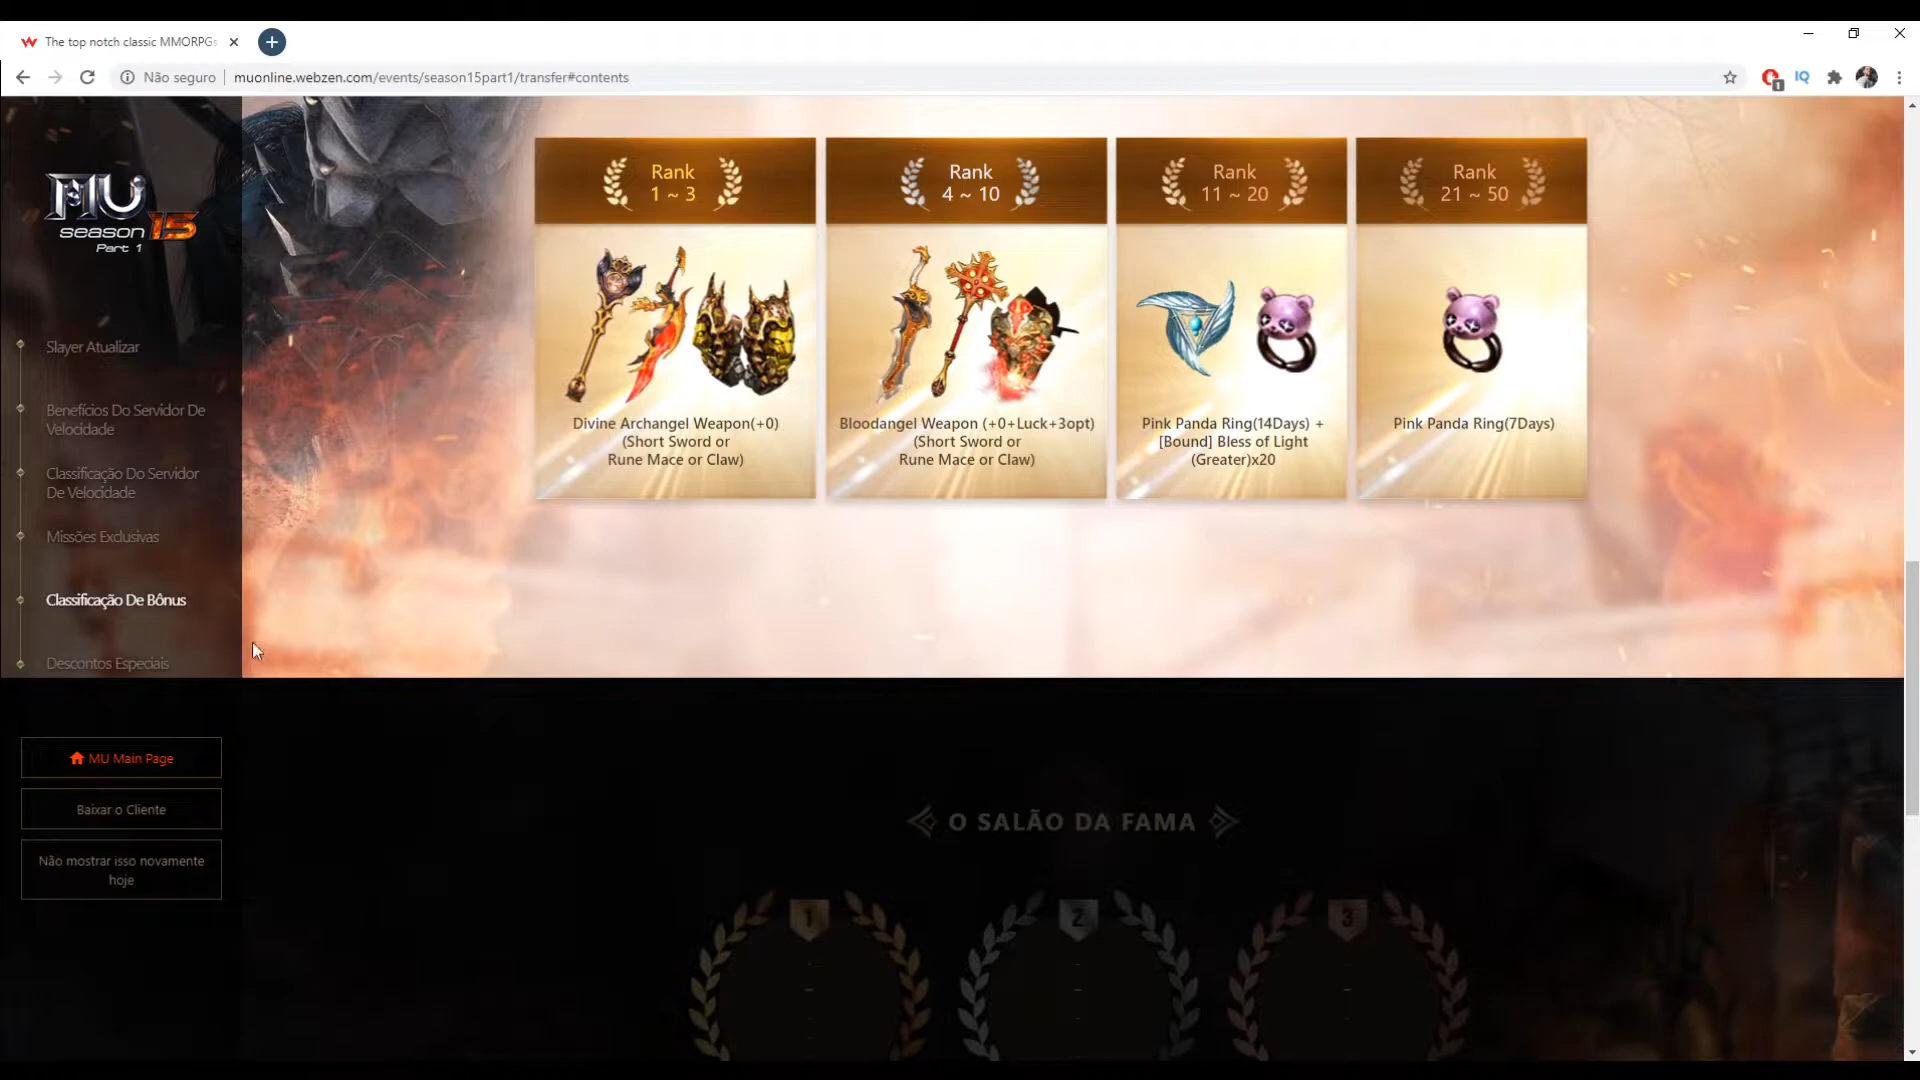 The top notch classic MMORPGs
Não seguro
muonline.webzen.com/events/season15part1/transfer#contents
IQ
1
MU
season 15
Part 1
Slayer Atualizar
Benefícios Do Servidor De
Velocidade
Classificação Do Servidor
De Velocidade
Missões Exclusivas
Classificação De Bônus
Descontos Especiais
MU Main Page
Baixar o Cliente
Não mostrar isso novamente
hoje
Rank
1 ~ 3
Divine Archangel Weapon(+0)
(Short Sword or
Rune Mace or Claw)
Rank
4 ~ 10
Bloodangel Weapon (+0+Luck+3opt)
(Short Sword or
Rune Mace or Claw)
Rank
11 ~ 20
Pink Panda Ring(14Days) +
[Bound] Bless of Light
(Greater)x20
Rank
21 ~ 50
Pink Panda Ring(7Days)
O SALÃO DA FAMA
1
-
-
2
-
-
3
-
-